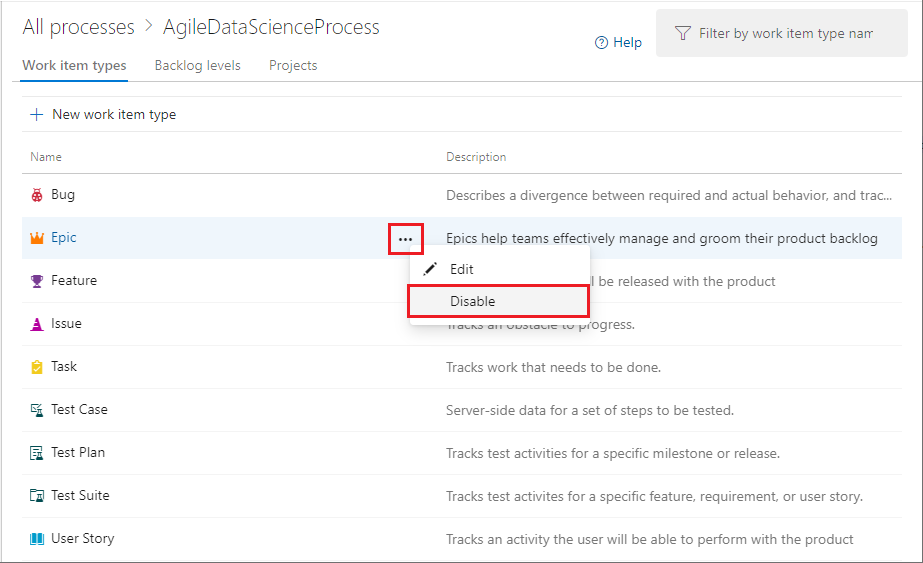 All processes > AgileDataScienceProcess
Help
Filter by work item type nam
Work item types Backlog levels Projects
+ New work item type
Name Description
Bug Describes a divergence between required and actual behavior, and trac...
Epic ... Epics help teams effectively manage and groom their product backlog
Edit
Feature l be released with the product
Disable
Issue Tracks an obstacle to progress.
Task Tracks work that needs to be done.
Test Case Server-side data for a set of steps to be tested.
Test Plan Tracks test activities for a specific milestone or release.
Test Suite Tracks test activites for a specific feature, requirement, or user story.
User Story Tracks an activity the user will be able to perform with the product